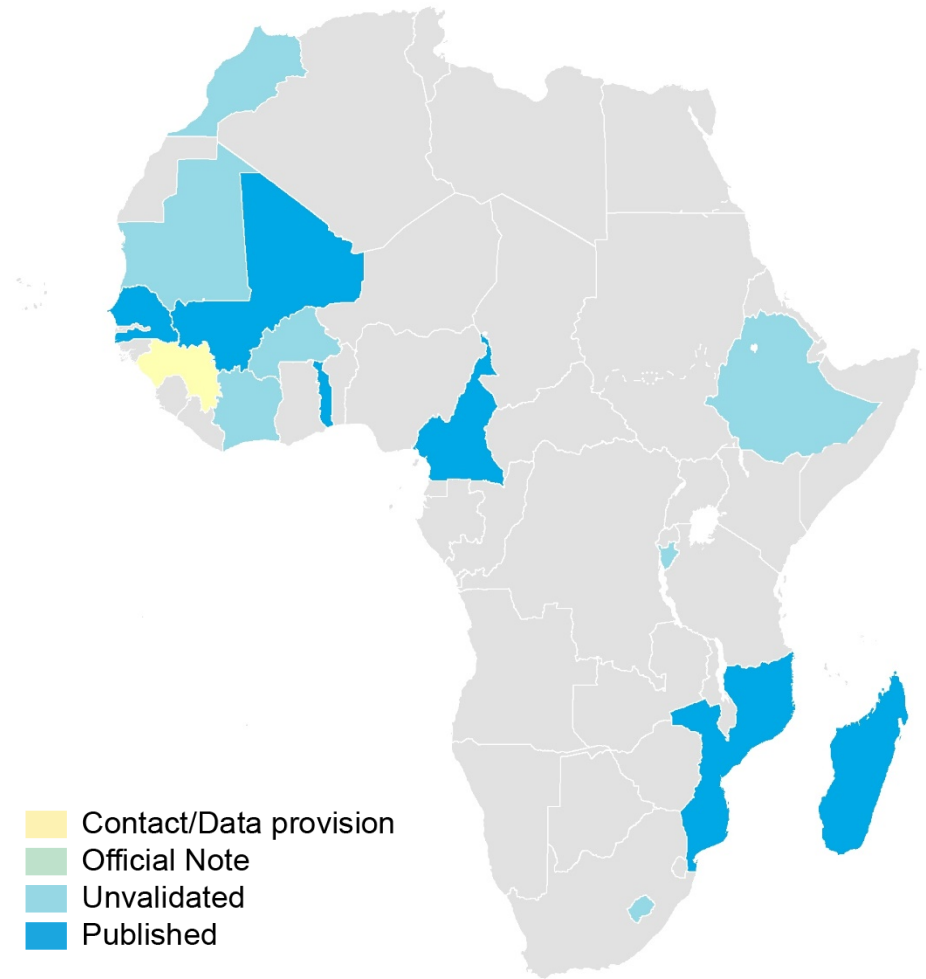 Contact/Data provision
Official Note
Unvalidated
Published